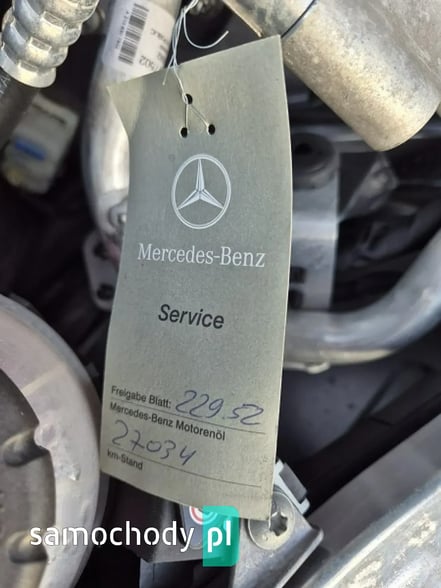 Mercedes-Benz
Service
Freigabe Blatt: 229.52
Mercedes-Benz Motorenöl
27034
km-Stand
samochody pl